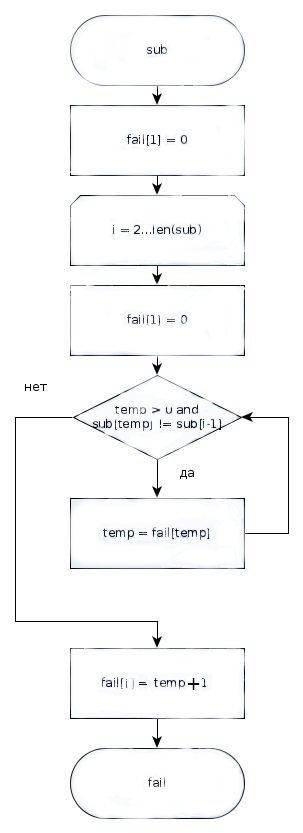 sub
fail[1] = 0
i = 2...len(sub)
fail(1) = 0
нет
temp > 0 and
sub[temp] != sub[i-1]
да
temp = fail[temp]
fail[i] = temp+1
fail